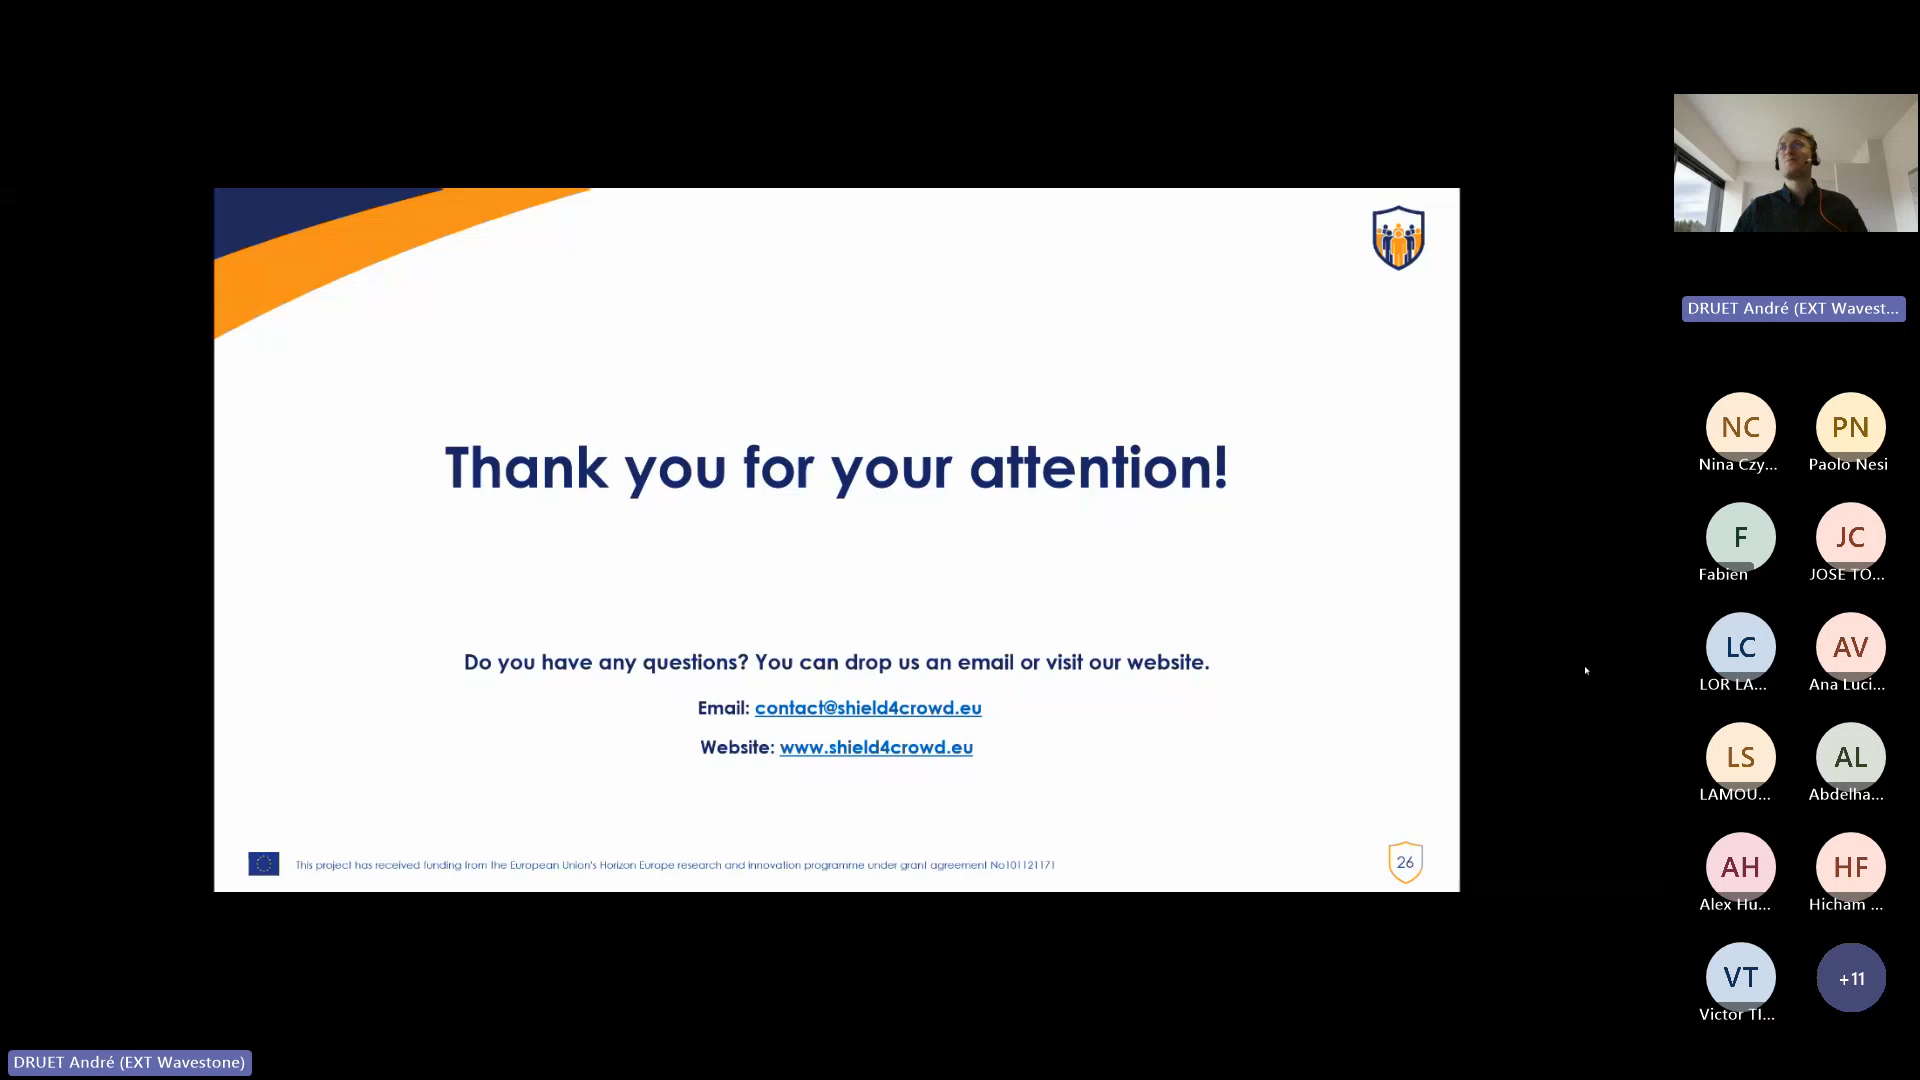 Thank you for your attention!
Do you have any questions? You can drop us an email or visit our website.
Email: contact@shield4crowd.eu
Website: www.shield4crowd.eu
This project has received funding from the European Union's Horizon Europe research and innovation programme under grant agreement No101121171
26
DRUET André (EXT Wavest...
NC
PN
Nina Czy...
Paolo Nesi
F
JC
Fabien
JOSE TO...
LC
AV
LOR LA...
Ana Luci...
LS
AL
LAMOU...
Abdelha...
AH
HF
Alex Hu...
Hicham ...
VT
+11
Victor TI...
DRUET André (EXT Wavestone)